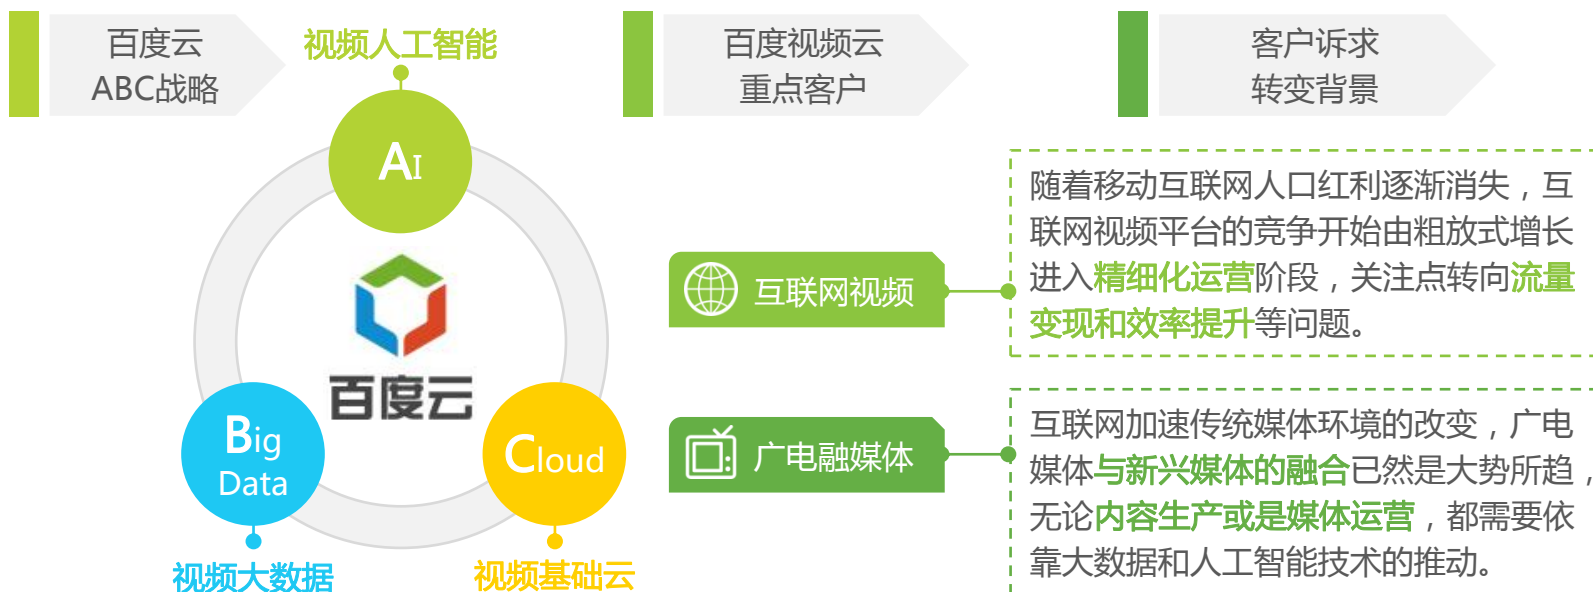 百度云
ABC战略
视频人工智能
AI
百度云
Big
Data
Cloud
视频大数据
视频基础云
百度视频云
重点客户
互联网视频
广电融媒体
客户诉求
转变背景
随着移动互联网人口红利逐渐消失，互
联网视频平台的竞争开始由粗放式增长
进入精细化运营阶段，关注点转向流量
变现和效率提升等问题。
互联网加速传统媒体环境的改变，广电
媒体与新兴媒体的融合已然是大势所趋，
无论内容生产或是媒体运营，都需要依
靠大数据和人工智能技术的推动。